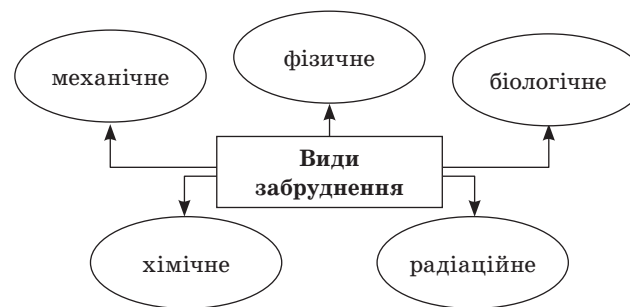 механічне
фізичне
біологічне
Види
забруднення
хімічне
радіаційне